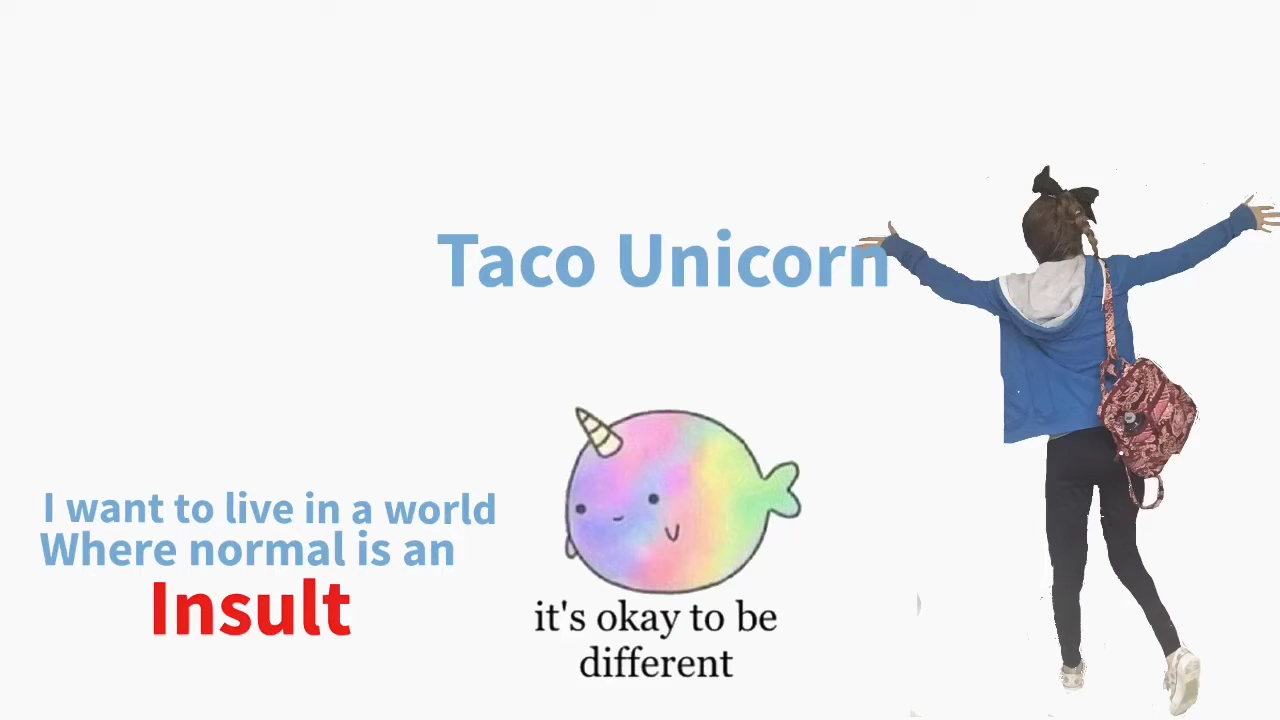 Taco Unicorn
I want to live in a world
Where normal is an
Insult
it's okay to be
different